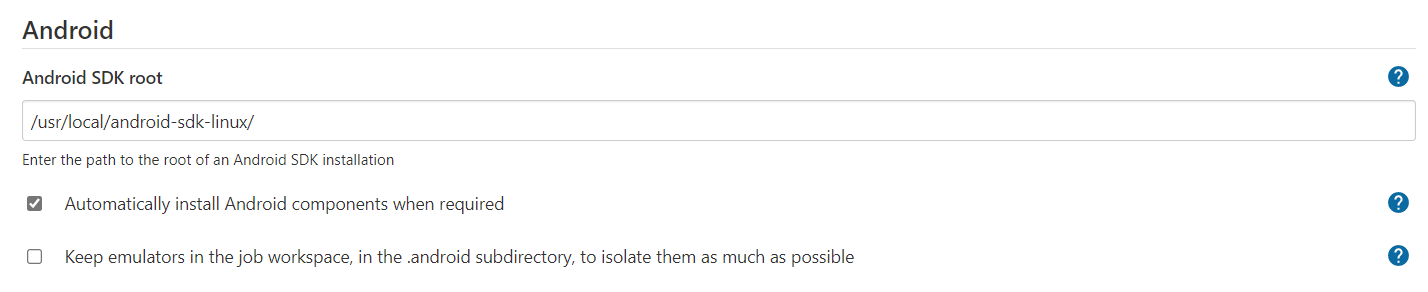 Android
Android SDK root
?
/usr/local/android-sdk-linux/
Enter the path to the root of an Android SDK installation
Automatically install Android components when required
?
Keep emulators in the job workspace, in the .android subdirectory, to isolate them as much as possible
?